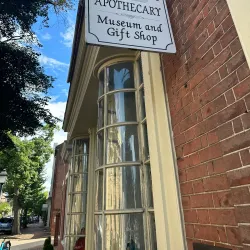 APOTHECARY
Museum and
Gift Shop